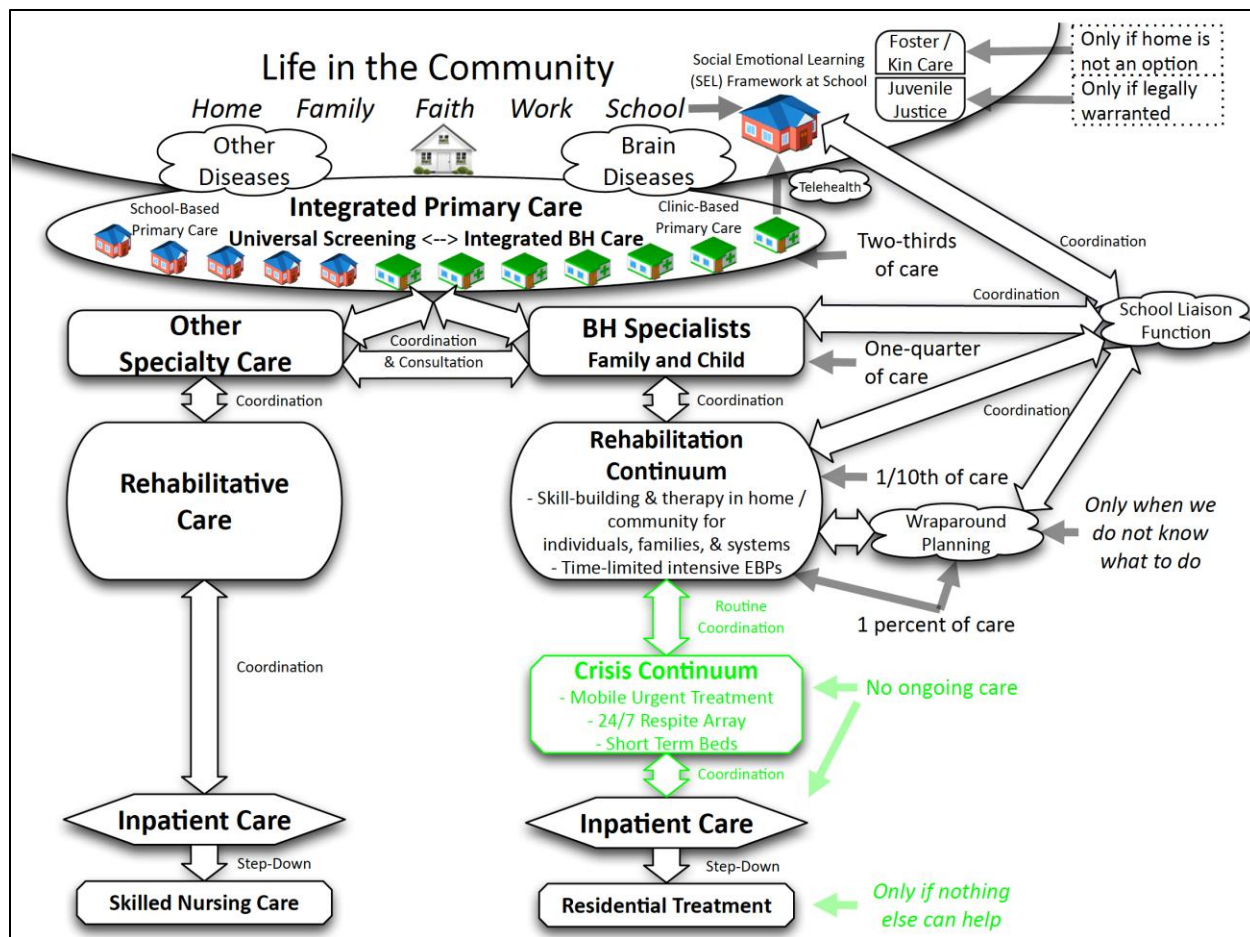 Life in the Community
Home Family Faith Work School
Social Emotional Learning
(SEL) Framework at School
Foster /
Kin Care
Juvenile
Justice
Only if home is
not an option
Only if legally
warranted
Other
Diseases
Brain
Diseases
Telehealth
School-Based
Primary Care
Integrated Primary Care
Clinic-Based
Primary Care
Universal Screening <--> Integrated BH Care
Two-thirds
of care
Coordination
Coordination
School Liaison
Function
Other
Specialty Care
Coordination
& Consultation
BH Specialists
Family and Child
One-quarter
of care
Coordination
Coordination
Coordination
Rehabilitative
Care
Rehabilitation
Continuum
- Skill-building & therapy in home /
community for
individuals, families, & systems
- Time-limited intensive EBPs
1/10th of care
Wraparound
Planning
Only when we
do not know
what to do
1 percent of care
Routine
Coordination
Coordination
Crisis Continuum
- Mobile Urgent Treatment
- 24/7 Respite Array
- Short Term Beds
No ongoing care
Coordination
Inpatient Care
Inpatient Care
Step-Down
Step-Down
Skilled Nursing Care
Residential Treatment
Only if nothing
else can help